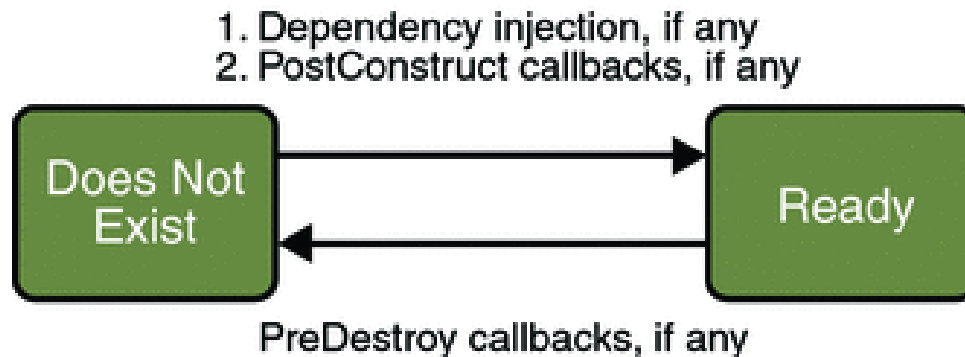 1. Dependency injection, if any
2. PostConstruct callbacks, if any
Does Not
Exist
Ready
PreDestroy callbacks, if any